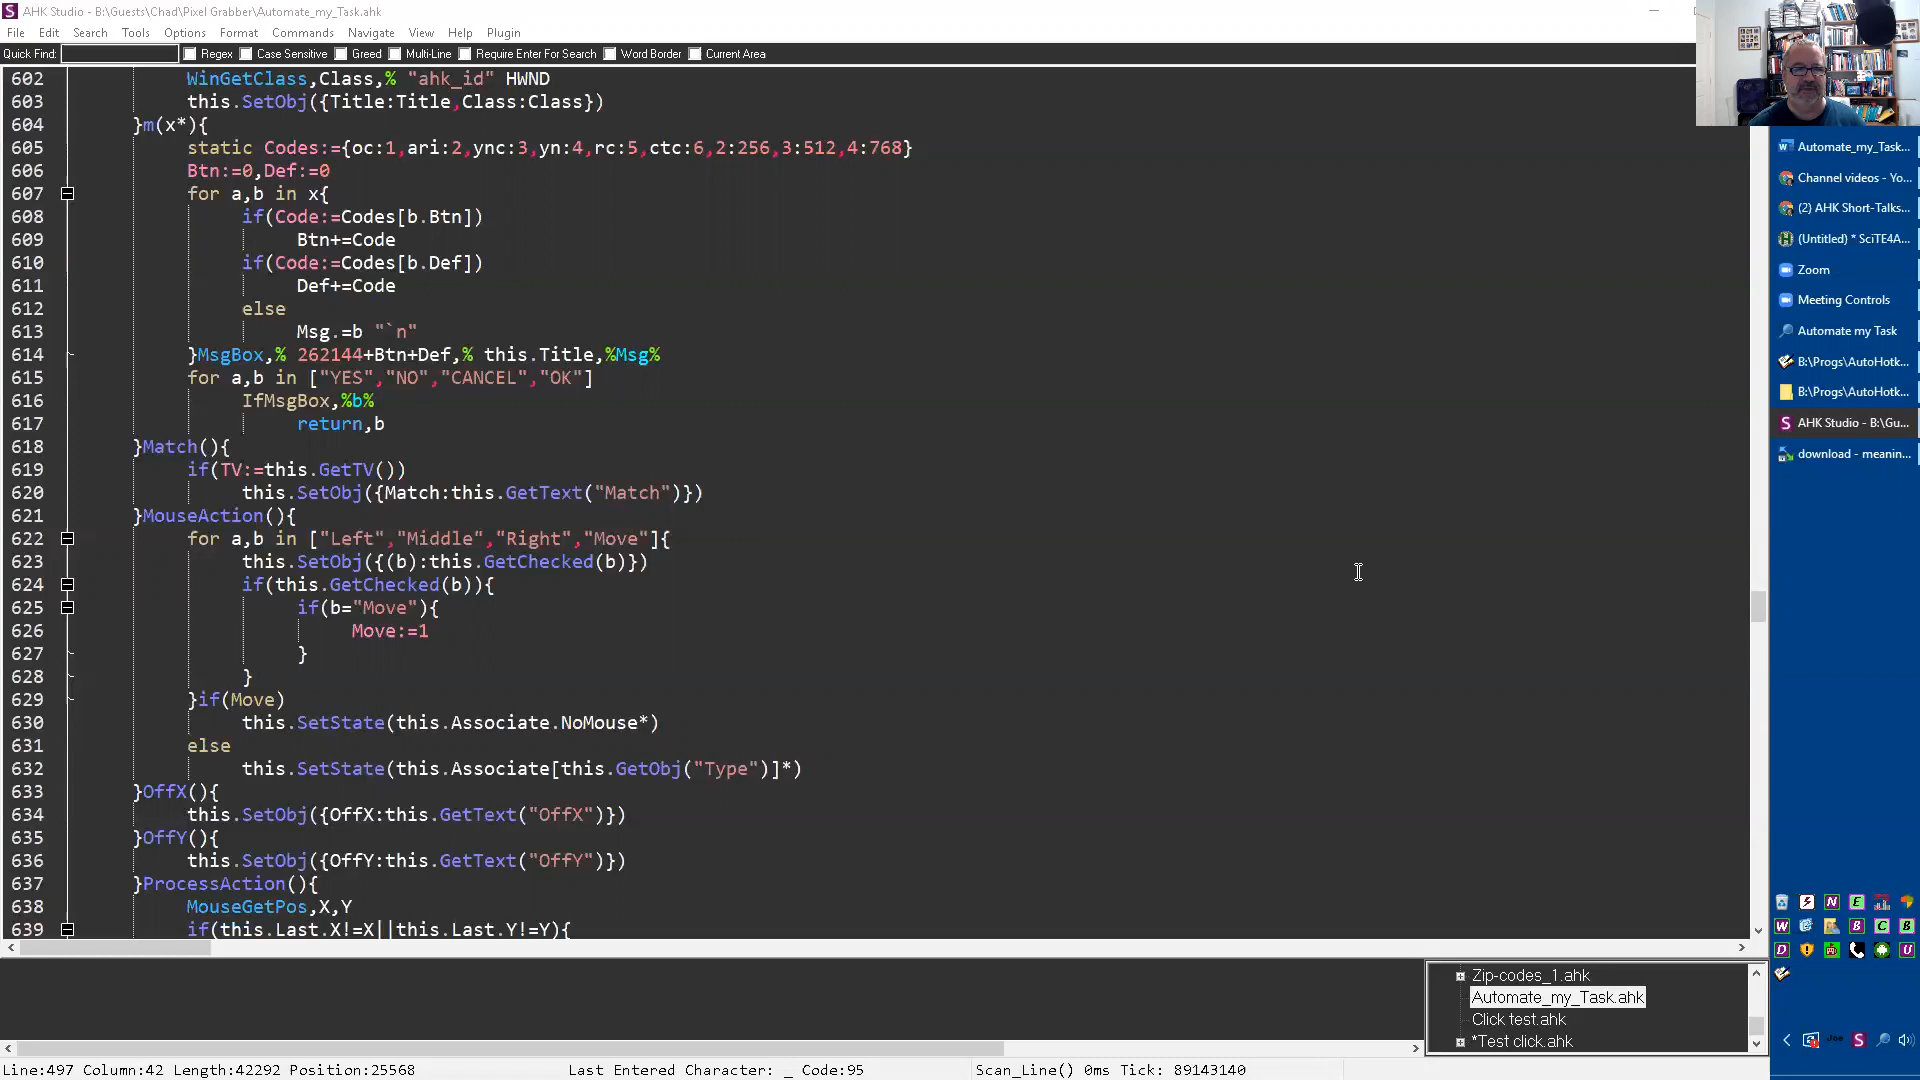 AHK Studio - B:\Guests\Chad\Pixel Grabber\Automate_my_Task.ahk
File Edit Search Tools Options Format Commands Navigate View Help Plugin
Quick Find: Regex Case Sensitive Greed Multi-Line Require Enter For Search Word Border Current Area
602 WinGetClass,Class,% "ahk_id" HWND
603 this.SetObj({Title:Title,Class:Class})
604 }m(x*){
605 static Codes:={oc:1,ari:2,ync:3,yn:4,rc:5,ctc:6,2:256,3:512,4:768}
606 Btn:=0,Def:=0
607 for a,b in x{
608 if(Code:=Codes[b.Btn])
609 Btn+=Code
610 if(Code:=Codes[b.Def])
611 Def+=Code
612 else
613 Msg.=b "`n"
614 }MsgBox,% 262144+Btn+Def,% this.Title,%Msg%
615 for a,b in ["YES","NO","CANCEL","OK"]
616 IfMsgBox,%b%
617 return,b
618 }Match(){
619 if(TV:=this.GetTV())
620 this.SetObj({Match:this.GetText("Match")})
621 }MouseAction(){
622 for a,b in ["Left","Middle","Right","Move"]{
623 this.SetObj({(b):this.GetChecked(b)})
624 if(this.GetChecked(b)){
625 if(b="Move"){
626 Move:=1
627 }
628 }
629 }if(Move)
630 this.SetState(this.Associate.NoMouse*)
631 else
632 this.SetState(this.Associate[this.GetObj("Type")]*)
633 }OffX(){
634 this.SetObj({OffX:this.GetText("OffX")})
635 }OffY(){
636 this.SetObj({OffY:this.GetText("OffY")})
637 }ProcessAction(){
638 MouseGetPos,X,Y
639 if(this.Last.X!=X||this.Last.Y!=Y){
Automate_my_Task...
Channel videos - Yo...
(2) AHK Short-Talks...
(Untitled) * SciTE4A...
Zoom
Meeting Controls
Automate my Task
B:\Progs\AutoHotk...
B:\Progs\AutoHotk...
AHK Studio - B:\Gu...
download - meanin...
Zip-codes_1.ahk
Automate_my_Task.ahk
Click test.ahk
*Test click.ahk
Line:497 Column:42 Length:42292 Position:25568 Last Entered Character: _ Code:95 Scan_Line() 0ms Tick: 89143140